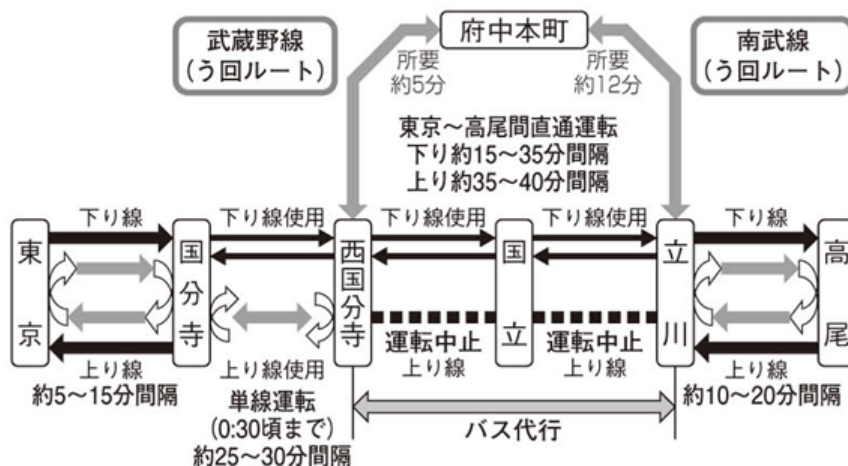 府中本町
武蔵野線
(う回ルート)
南武線
(う回ルート)
所要
約5分
所要
約12分
東京～高尾間直通運転
下り約15～35分間隔
上り約35～40分間隔
下り線
下り線使用
下り線使用
下り線使用
下り線
東京
国分寺
西国分寺
国立
立川
高尾
運転中止
運転中止
上り線
上り線使用
上り線
上り線
上り線
約5～15分間隔
単線運転
(0:30頃まで)
約25～30分間隔
バス代行
約10～20分間隔